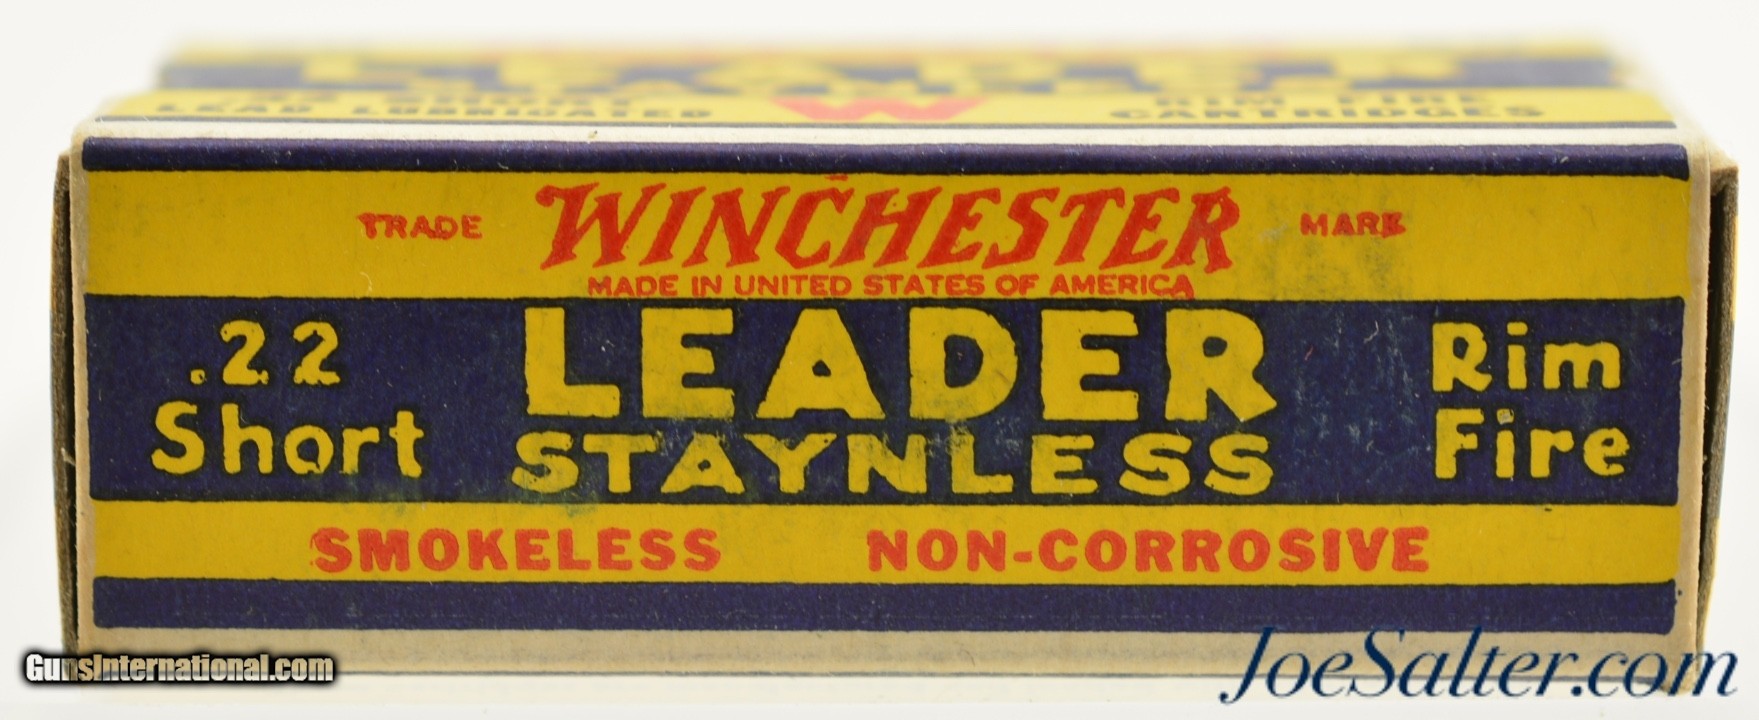 LEAD LUBRICATED W RIM FIRE
CARTRIDGES
TRADE WINCHESTER MARK
MADE IN UNITED STATES OF AMERICA
.22 Short
LEADER
STAYNLESS
Rim Fire
SMOKELESS NON-CORROSIVE
GunsInternational.com
JoeSalter.com